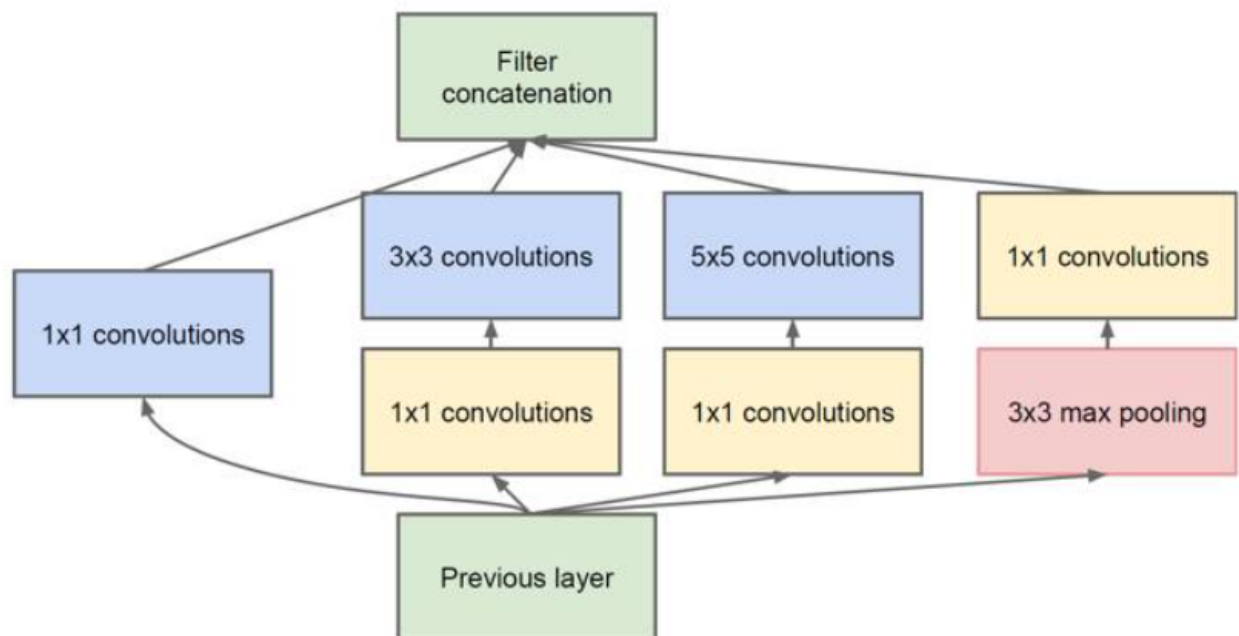 Filter
concatenation
3x3 convolutions
5x5 convolutions
1x1 convolutions
1x1 convolutions
1x1 convolutions
1x1 convolutions
3x3 max pooling
Previous layer